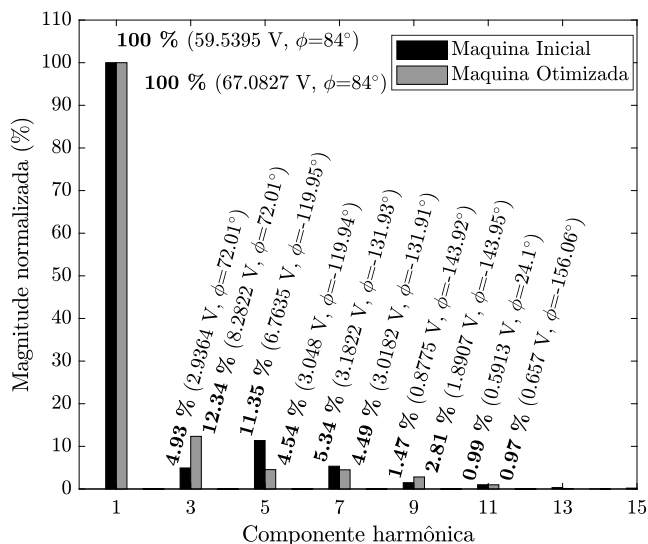 110
100
90
80
70
60
50
40
30
20
10
0
Magnitude normalizada (%)
100 % (59.5395 V, ϕ=84°)
100 % (67.0827 V, ϕ=84°)
Maquina Inicial
Maquina Otimizada
4.93 % (2.9364 V, ϕ=72.01°)
12.34 % (8.2822 V, ϕ=72.01°)
11.35 % (6.7635 V, ϕ=-119.95°)
4.54 % (3.048 V, ϕ=-119.94°)
5.34 % (3.1822 V, ϕ=-131.93°)
4.49 % (3.0182 V, ϕ=-131.91°)
1.47 % (0.8775 V, ϕ=-143.92°)
2.81 % (1.8907 V, ϕ=-143.95°)
0.99 % (0.5913 V, ϕ=24.1°)
0.97 % (0.657 V, ϕ=-156.06°)
1 3 5 7 9 11 13 15
Componente harmônica